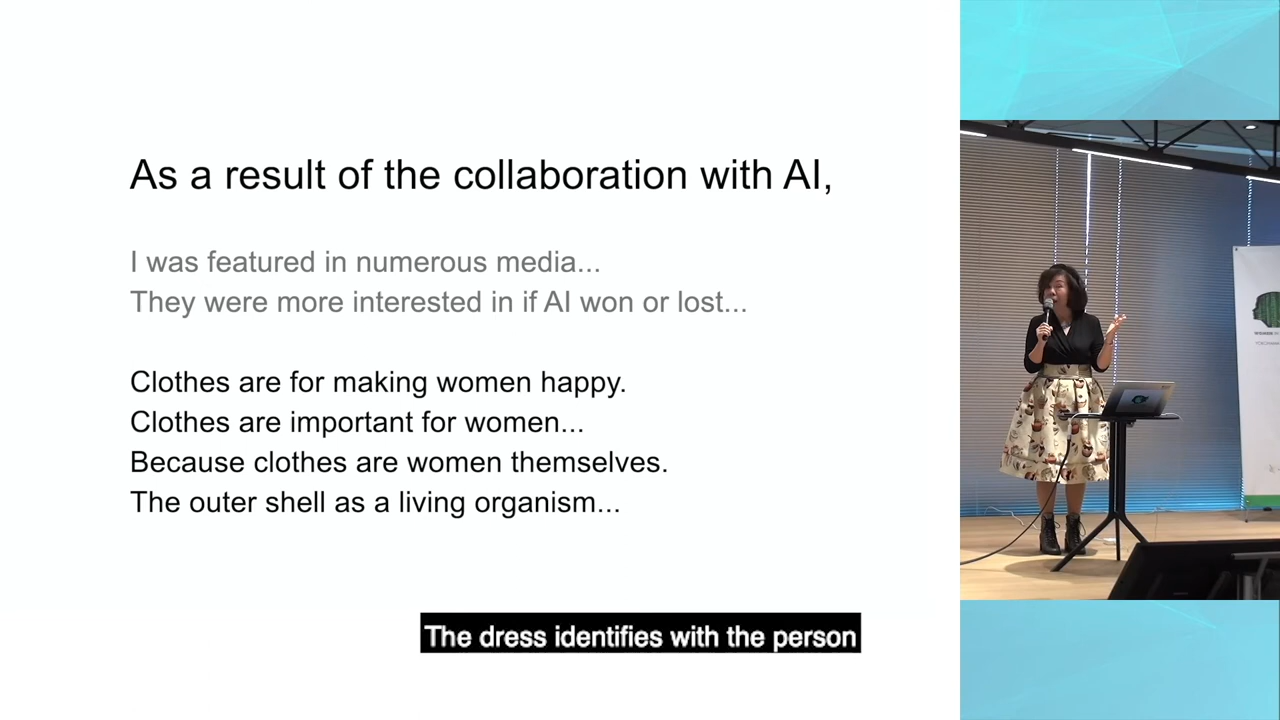 As a result of the collaboration with AI,
I was featured in numerous media...
They were more interested in if AI won or lost...
Clothes are for making women happy.
Clothes are important for women...
Because clothes are women themselves.
The outer shell as a living organism...
The dress identifies with the person